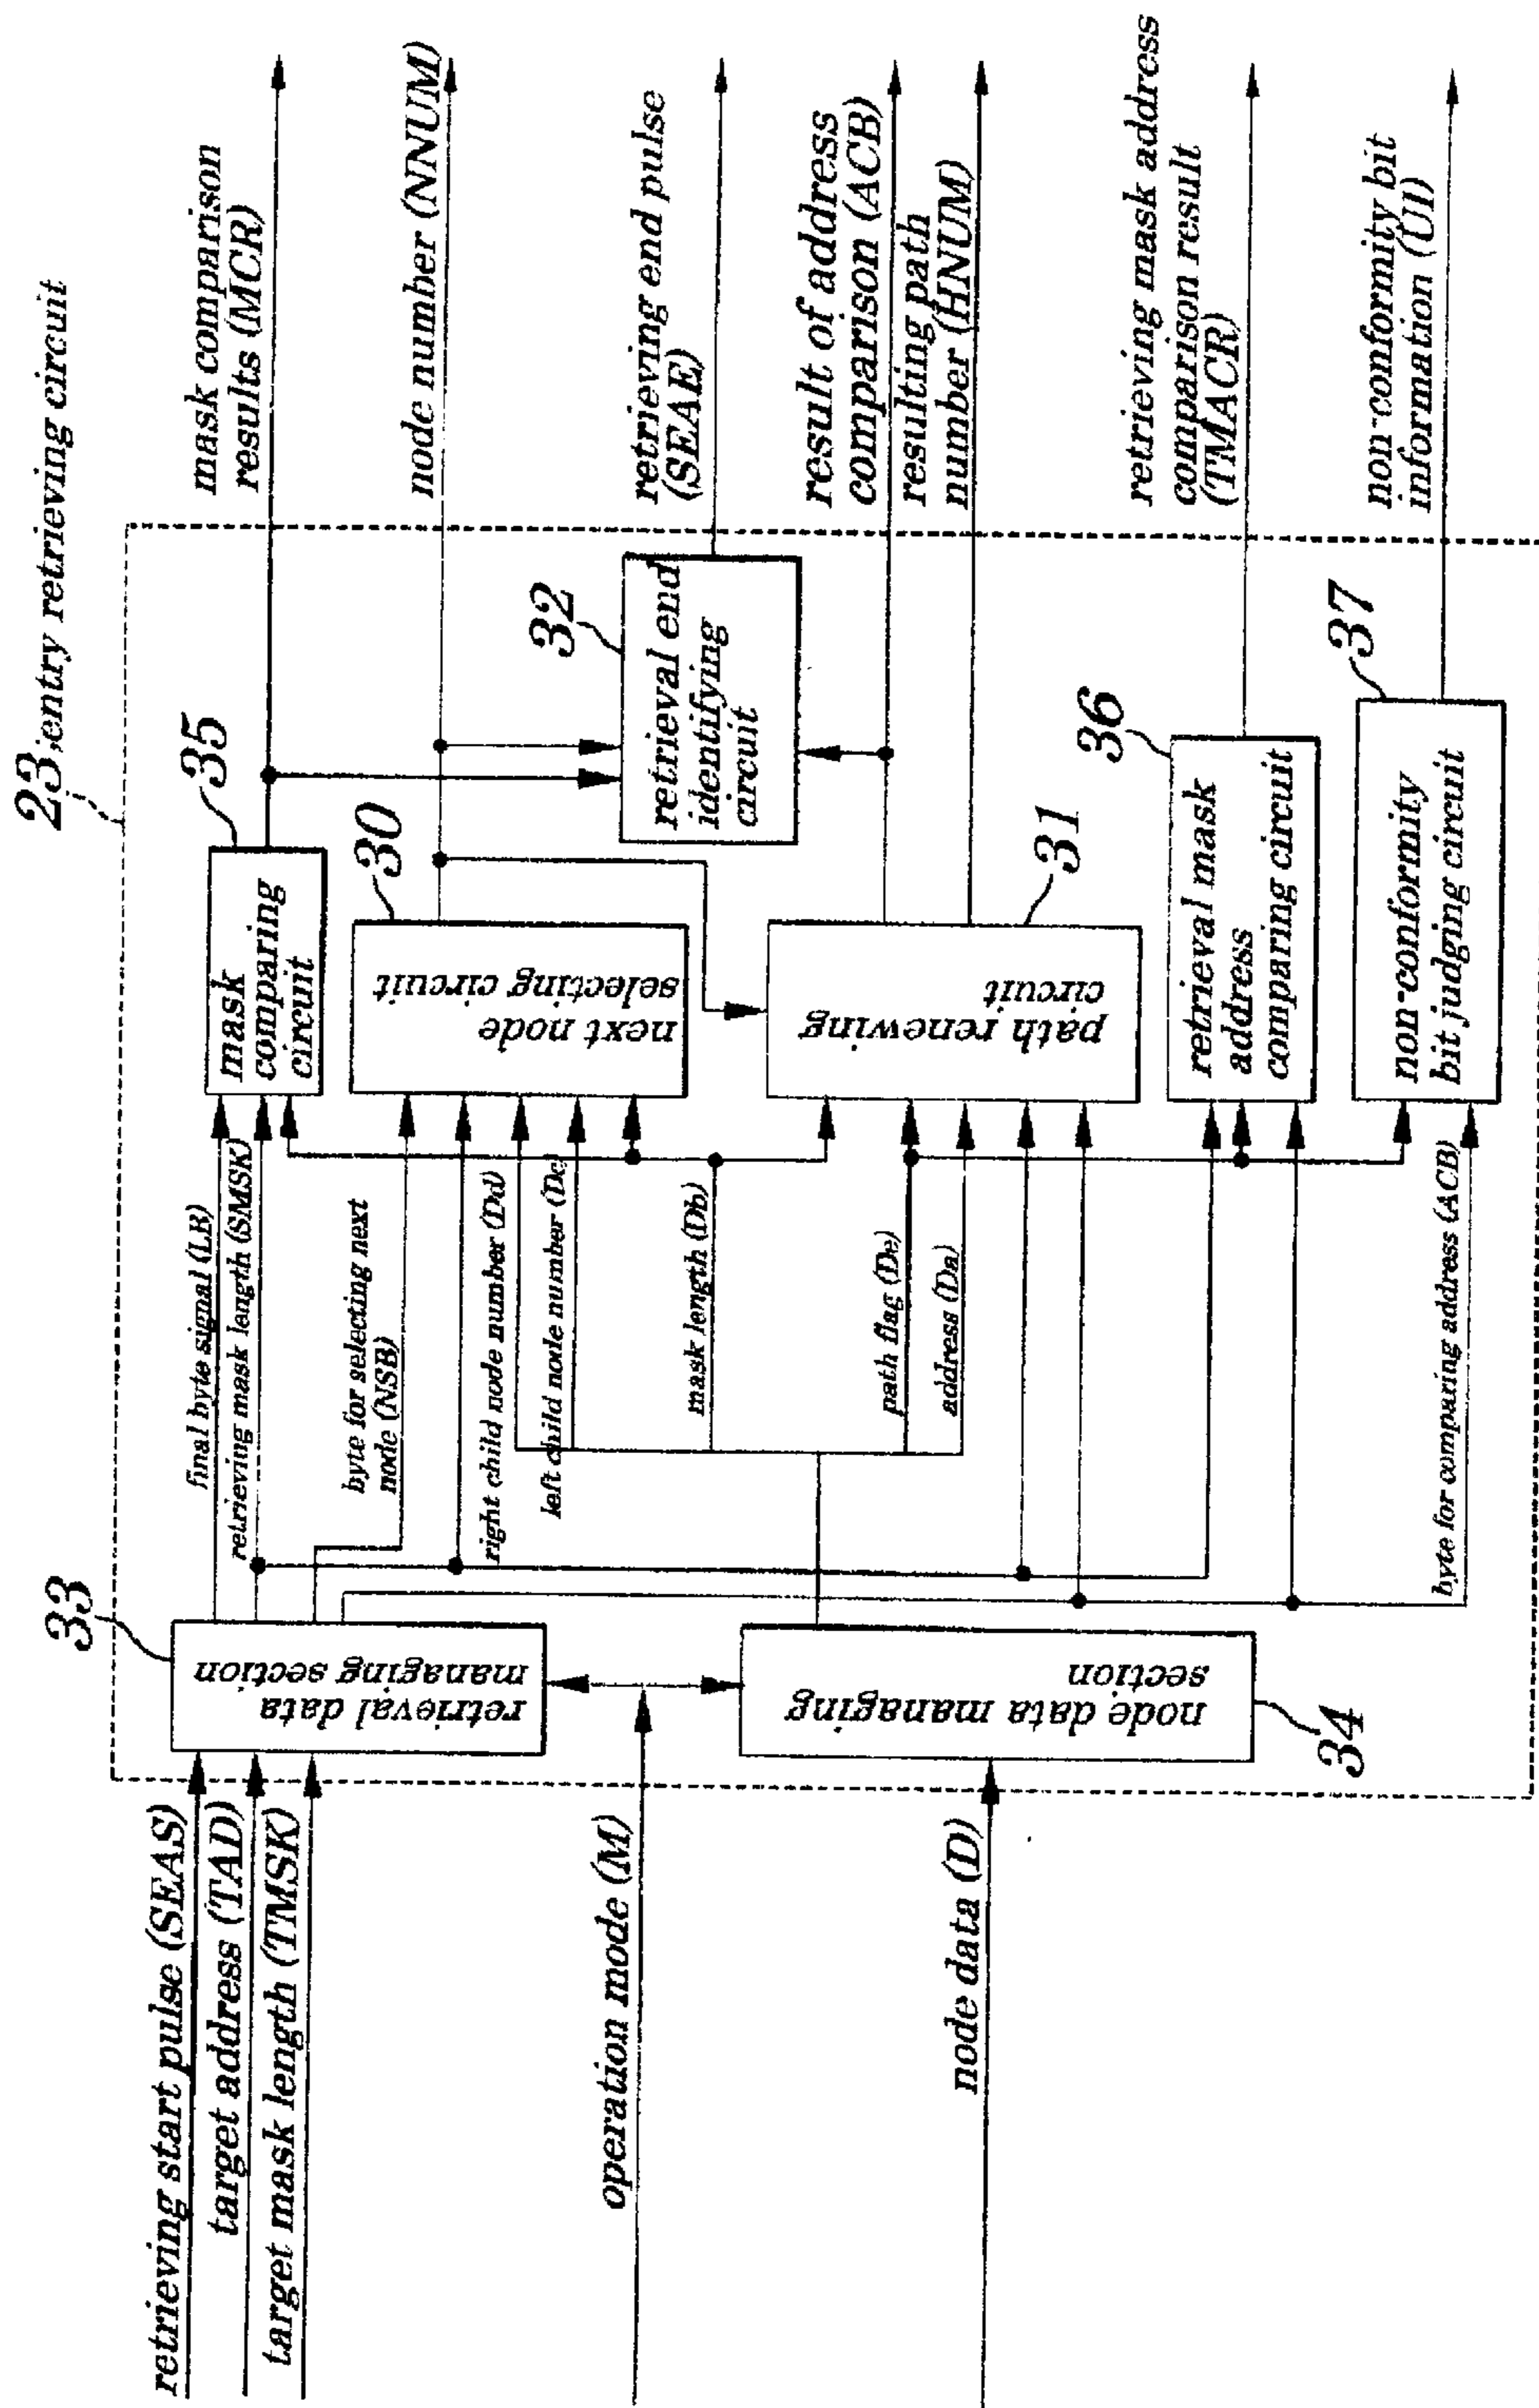 23;entry retrieving circuit
retrieving start pulse (SEAS)
target address (TAD)
target mask length (TMSK)
operation mode (M)
node data (D)
33
retrieval data
managing section
34
node data managing
section
final byte signal (LB)
retrieving mask length (SMSK)
byte for selecting next
node (NSB)
right child node number (Dd)
left child node number (Dc)
mask length (Db)
path flag (De)
address (Da)
byte for comparing address (ACB)
35
mask
comparing
circuit
30
next node
selecting circuit
31
path renewing
circuit
32
retrieval end
identifying
circuit
36
retrieval mask
address
comparing circuit
37
non-conformity
bit judging circuit
mask comparison
results (MCR)
node number (NNUM)
retrieving end pulse
(SEAE)
result of address
comparison (ACB)
resulting path
number (HNUM)
retrieving mask address
comparison result
(TMACR)
non-conformity bit
information (UI)